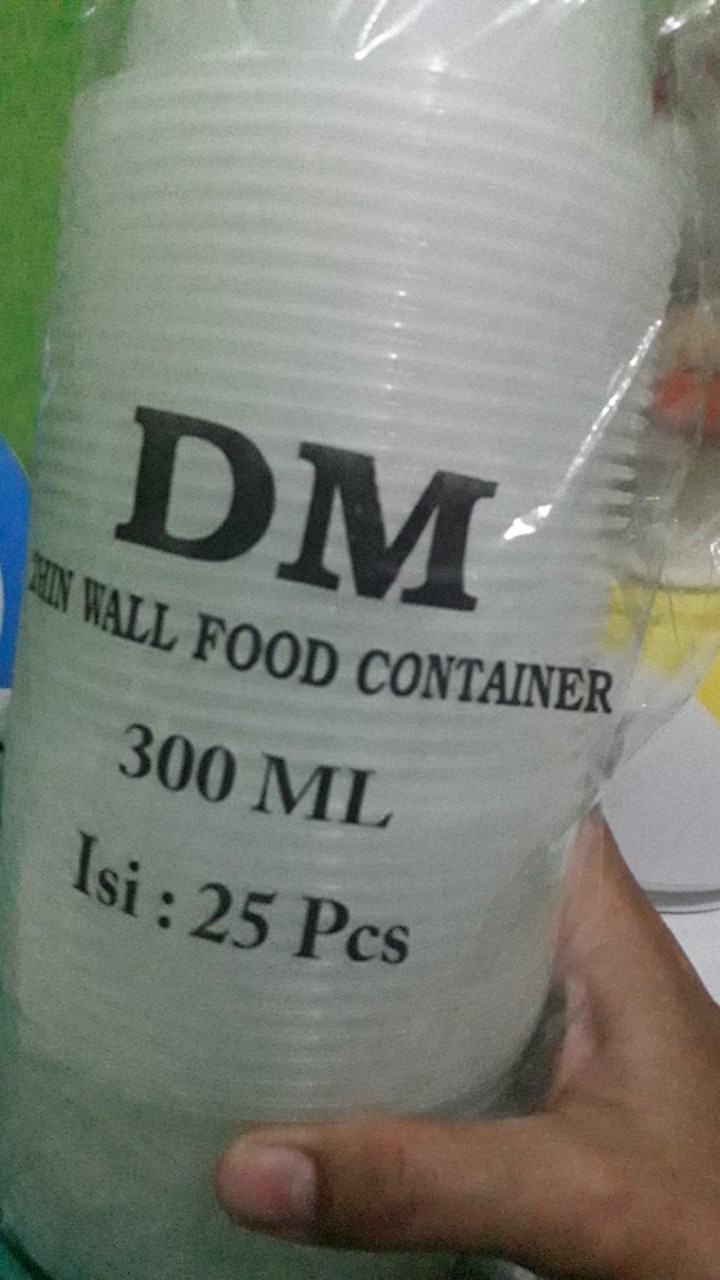 DM
THIN WALL FOOD CONTAINER
300 ML
Isi : 25 Pcs